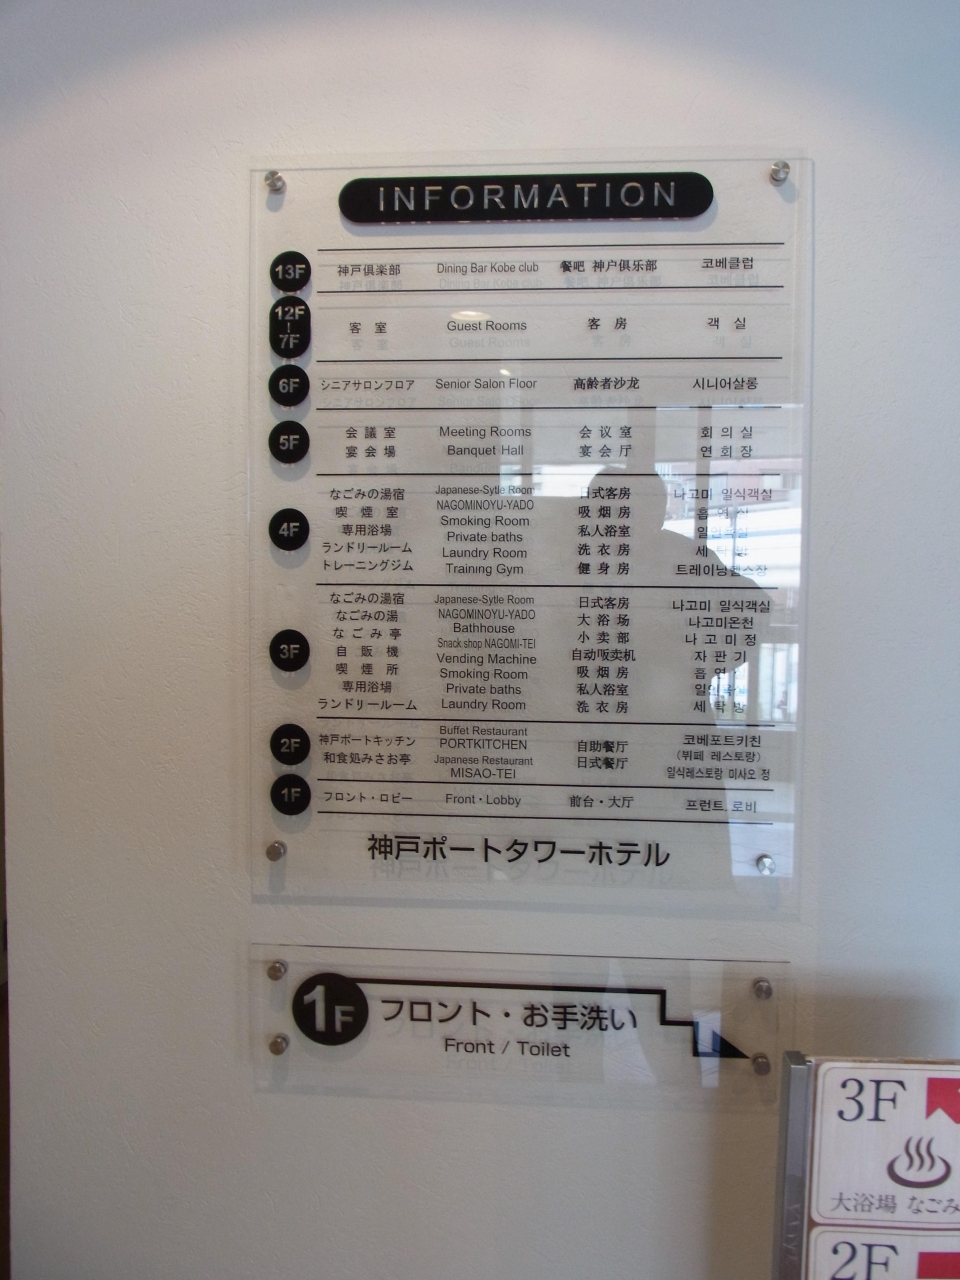 INFORMATION
13F 神戸倶楽部 Dining Bar Kobe club 餐吧 神户俱乐部 코베클럽
12F
7F
客 室 Guest Rooms 客 房 객 실
6F シニアサロンフロア Senior Salon Floor 高龄者沙龙 시니어살롱
5F
会 議 室 Meeting Rooms 会 议 室 회 의 실
宴 会 場 Banquet Hall 宴 会 厅 연 회 장
4F
なごみの湯宿 Japanese-Sytle Room 日式客房 나고미 일식객실
NAGOMINOYU-YADO
喫 煙 室 Smoking Room 吸 烟 房
専用浴場 Private baths 私人浴室
ランドリールーム Laundry Room 洗 衣 房 세 탁 방
トレーニングジム Training Gym 健 身 房 트레이닝헬스장
3F
なごみの湯宿 Japanese-Sytle Room 日式客房 나고미 일식객실
NAGOMINOYU-YADO
なごみの湯 Bathhouse 大 浴 场 나고미온천
なごみ亭 Snack shop NAGOMI-TEI 小 卖 部 나 고 미 정
自 販 機 Vending Machine 自动贩卖机 자 판 기
喫 煙 所 Smoking Room 吸 烟 房
専用浴場 Private baths 私人浴室
ランドリールーム Laundry Room 洗 衣 房 세 탁 방
2F
神戸ポートキッチン Buffet Restaurant PORTKITCHEN 自助餐厅 코베포트키친 (뷔페 레스토랑)
和食処みさお亭 Japanese Restaurant MISAO-TEI 日式餐厅 일식레스토랑 미사오 정
1F フロント・ロビー Front・Lobby 前台・大厅 프런트. 로비
神戸ポートタワーホテル
1F フロント・お手洗い
Front / Toilet
3F
大浴場 なごみ
2F